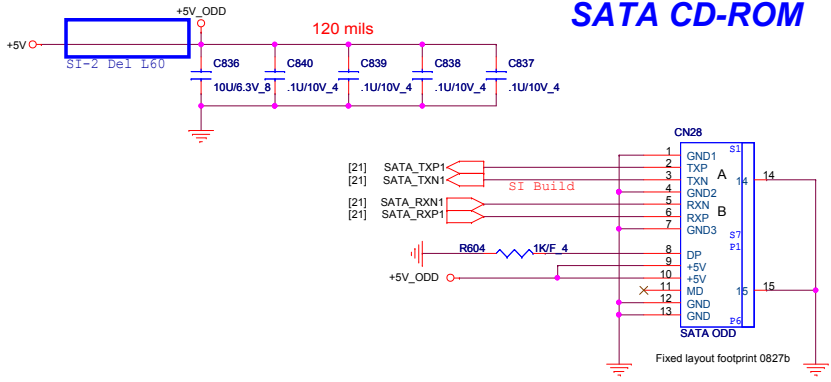 SATA CD-ROM
+5V_ODD
+5V
120 mils
SI-2 Del L60
C836
C840
C839
C838
C837
10U/6.3V_8
.1U/10V_4
.1U/10V_4
.1U/10V_4
.1U/10V_4
CN28
1 GND1 S1
[21] SATA_TXP1 2 TXP
[21] SATA_TXN1 3 TXN A 14 14
SI Build
4 GND2
[21] SATA_RXN1 5 RXN
[21] SATA_RXP1 6 RXP B
7 GND3 S7
P1
R604 1K/F_4 8 DP
9 +5V
+5V_ODD 10 +5V
11 MD 15 15
12 GND
13 GND P6
SATA ODD
Fixed layout footprint 0827b